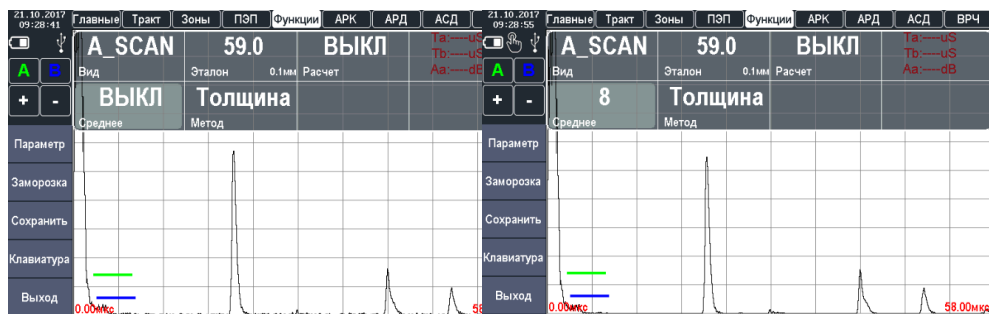 21.10.2017
09:28:41
Главные Тракт Зоны ПЭП Функции АРК АРД АСД
A_SCAN 59.0 ВЫКЛ
Ta:----uS
Tb:----uS
Aa:----dB
A B
Вид Эталон 0.1мм Расчет
+ -
ВЫКЛ Толщина
Среднее Метод
Параметр
Заморозка
Сохранить
Клавиатура
Выход
0.00мкс 58
21.10.2017
09:28:55
Главные Тракт Зоны ПЭП Функции АРК АРД АСД ВРЧ
A_SCAN 59.0 ВЫКЛ
Ta:----uS
Tb:----uS
Aa:----dB
A B
Вид Эталон 0.1мм Расчет
+ -
8 Толщина
Среднее Метод
Параметр
Заморозка
Сохранить
Клавиатура
Выход
0.00мкс 58.00мкс